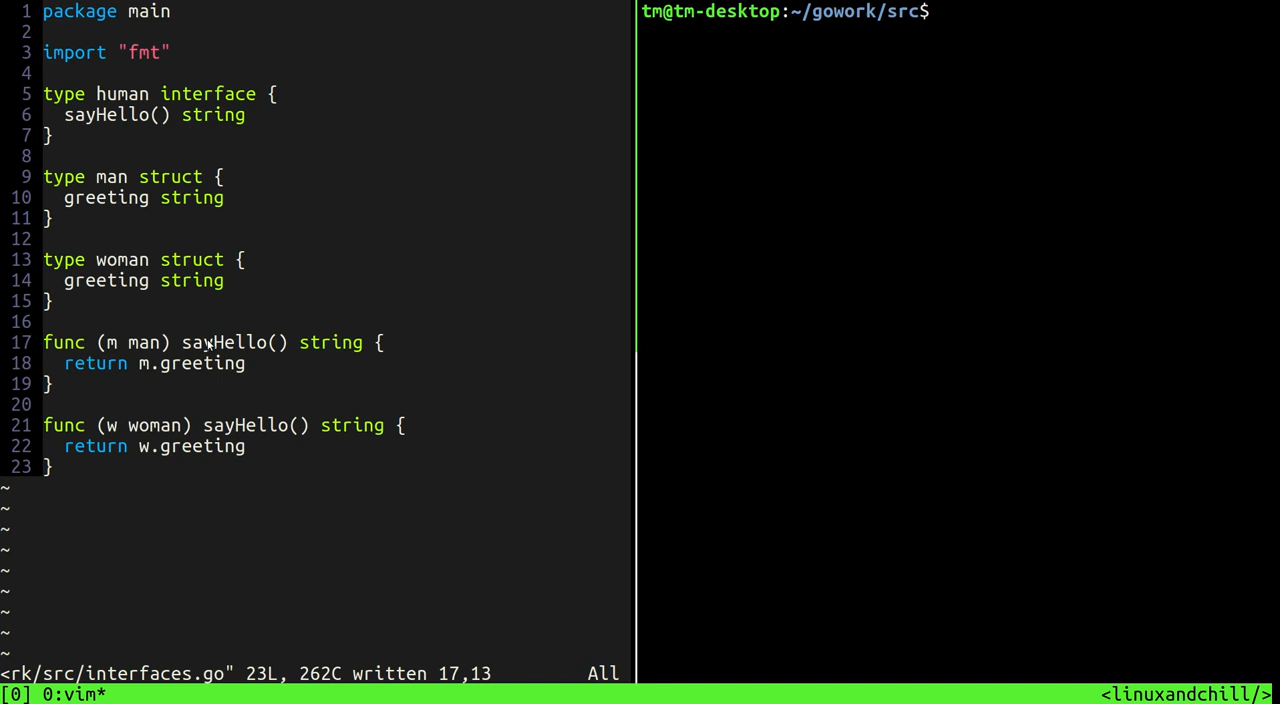 1 package main
2
3 import "fmt"
4
5 type human interface {
6   sayHello() string
7 }
8
9 type man struct {
10   greeting string
11 }
12
13 type woman struct {
14   greeting string
15 }
16
17 func (m man) sayHello() string {
18   return m.greeting
19 }
20
21 func (w woman) sayHello() string {
22   return w.greeting
23 }
~
~
~
~
~
~
~
~
~
<rk/src/interfaces.go" 23L, 262C written 17,13 All
tm@tm-desktop:~/gowork/src$
[0] 0:vim* <linuxandchill/>